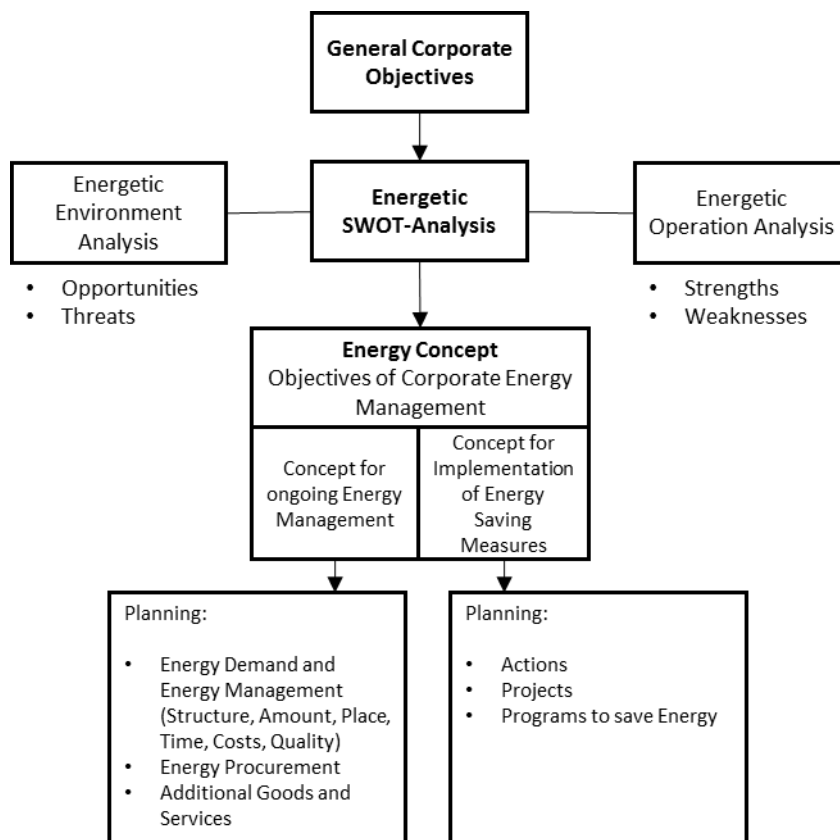 General Corporate
Objectives
Energetic
Environment
Analysis
Energetic
SWOT-Analysis
Energetic
Operation Analysis
• Opportunities
• Threats
• Strengths
• Weaknesses
Energy Concept
Objectives of Corporate Energy
Management
Concept for
ongoing Energy
Management
Concept for
Implementation
of Energy
Saving
Measures
Planning:
• Energy Demand and
Energy Management
(Structure, Amount, Place,
Time, Costs, Quality)
• Energy Procurement
• Additional Goods and
Services
Planning:
• Actions
• Projects
• Programs to save Energy